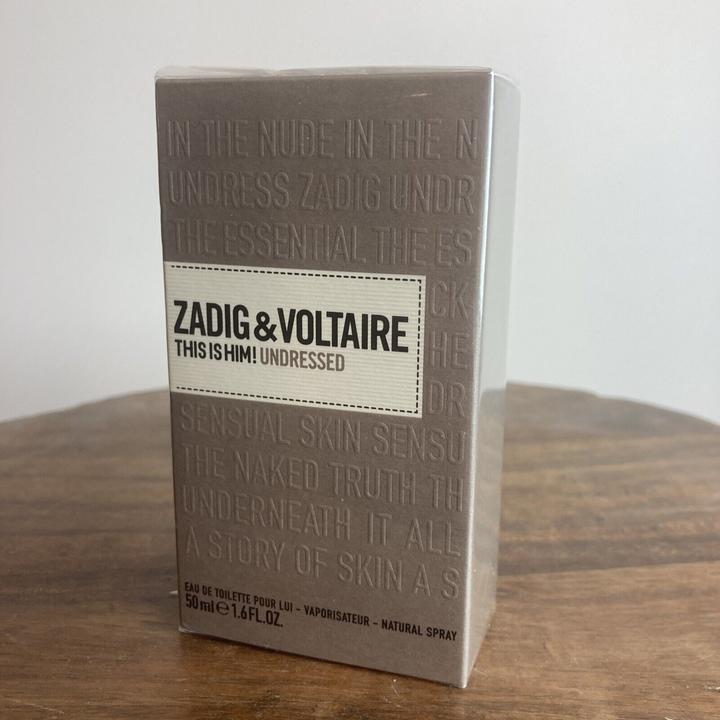 IN THE NUDE IN THE N
UNDRESS ZADIG UNDR
THE ESSENTIAL THE ES
CK
ZADIG&VOLTAIRE
HE
THIS IS HIM! UNDRESSED
DR
SENSUAL SKIN SENSU
THE NAKED TRUTH TH
UNDERNEATH IT ALL
A STORY OF SKIN A S
EAU DE TOILETTE POUR LUI - VAPORISATEUR - NATURAL SPRAY
50 ml ℮ 1.6 FL.OZ.